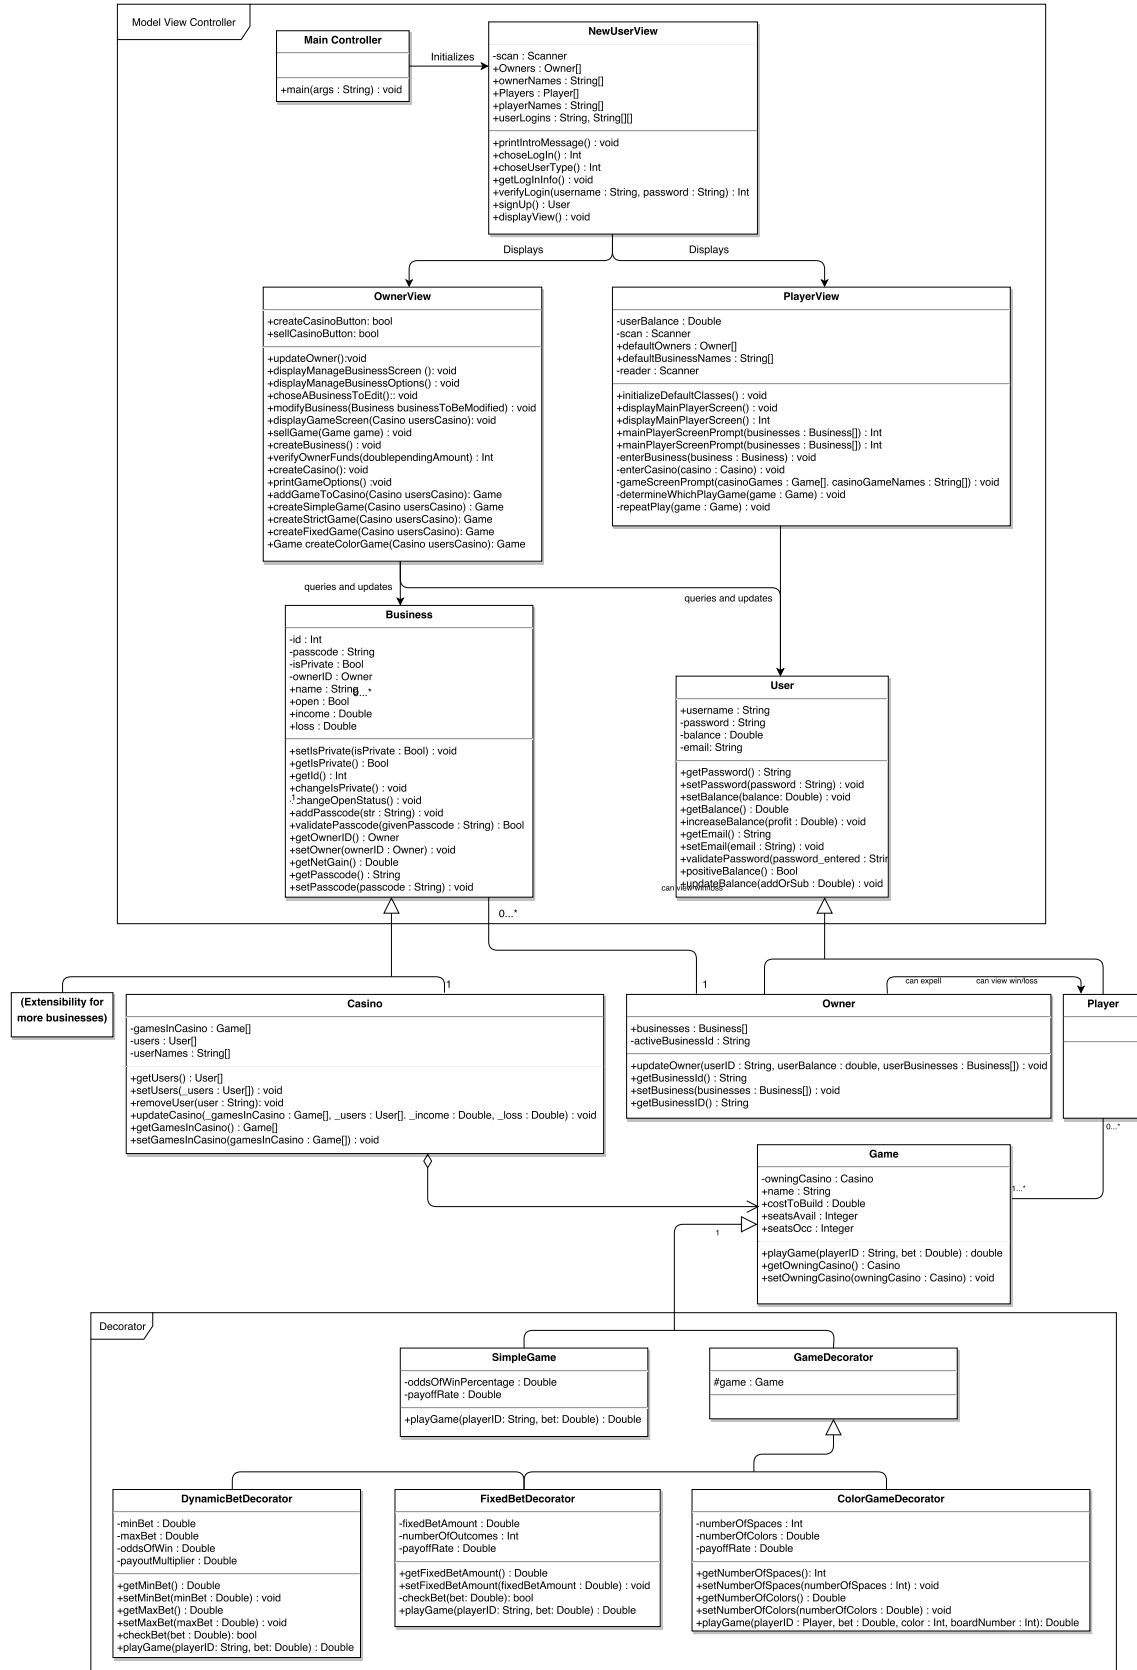 Model View Controller
Main Controller
+main(args : String) : void
Initializes
NewUserView
-scan : Scanner
+Owners : Owner[]
+ownerNames : String[]
+Players : Player[]
+playerNames : String[]
+userLogins : String, String[][]
+printIntroMessage() : void
+choseLogIn() : Int
+choseUserType() : Int
+getLogInInfo() : void
+verifyLogin(username : String, password : String) : Int
+signUp() : User
+displayView() : void
Displays
Displays
OwnerView
+createCasinoButton: bool
+sellCasinoButton: bool
+updateOwner():void
+displayManageBusinessScreen (): void
+displayManageBusinessOptions() : void
+choseABusinessToEdit():: void
+modifyBusiness(Business businessToBeModified) : void
+displayGameScreen(Casino usersCasino): void
+sellGame(Game game) : void
+createBusiness() : void
+verifyOwnerFunds(doublependingAmount) : Int
+createCasino(): void
+printGameOptions() :void
+addGameToCasino(Casino usersCasino): Game
+createSimpleGame(Casino usersCasino) : Game
+createStrictGame(Casino usersCasino): Game
+createFixedGame(Casino usersCasino): Game
+Game createColorGame(Casino usersCasino): Game
PlayerView
-userBalance : Double
-scan : Scanner
+defaultOwners : Owner[]
+defaultBusinessNames : String[]
-reader : Scanner
+initializeDefaultClasses() : void
+displayMainPlayerScreen() : void
+displayMainPlayerScreen() : Int
+mainPlayerScreenPrompt(businesses : Business[]) : Int
+mainPlayerScreenPrompt(businesses : Business[]) : Int
-enterBusiness(business : Business) : void
-enterCasino(casino : Casino) : void
-gameScreenPrompt(casinoGames : Game[]. casinoGameNames : String[]) : void
-determineWhichPlayGame(game : Game) : void
-repeatPlay(game : Game) : void
queries and updates
queries and updates
Business
-id : Int
-passcode : String
-isPrivate : Bool
-ownerID : Owner
+name : String
0...*
+open : Bool
+income : Double
+loss : Double
+setIsPrivate(isPrivate : Bool) : void
+getIsPrivate() : Bool
+getId() : Int
+changeIsPrivate() : void
1
changeOpenStatus() : void
+addPasscode(str : String) : void
+validatePasscode(givenPasscode : String) : Bool
+getOwnerID() : Owner
+setOwner(ownerID : Owner) : void
+getNetGain() : Double
+getPasscode() : String
+setPasscode(passcode : String) : void
User
+username : String
-password : String
-balance : Double
-email: String
+getPassword() : String
+setPassword(password : String) : void
+setBalance(balance: Double) : void
+getBalance() : Double
+increaseBalance(profit : Double) : void
+getEmail() : String
+setEmail(email : String) : void
+validatePassword(password_entered : Strin
+positiveBalance() : Bool
+updateBalance(addOrSub : Double) : void
can view win/loss
0...*
1
1
can expell
can view win/loss
(Extensibility for
more businesses)
Casino
-gamesInCasino : Game[]
-users : User[]
-userNames : String[]
+getUsers() : User[]
+setUsers(_users : User[]) : void
+removeUser(user : String): void
+updateCasino(_gamesInCasino : Game[], _users : User[]. _income : Double, _loss : Double) : void
+getGamesInCasino() : Game[]
+setGamesInCasino(gamesInCasino : Game[]) : void
Owner
+businesses : Business[]
-activeBusinessId : String
+updateOwner(userID : String, userBalance : double, userBusinesses : Business[]) : void
+getBusinessId() : String
+setBusiness(businesses : Business[]) : void
+getBusinessID() : String
Player
0...*
1...*
Game
-owningCasino : Casino
+name : String
+costToBuild : Double
+seatsAvail : Integer
+seatsOcc : Integer
+playGame(playerID : String, bet : Double) : double
+getOwningCasino() : Casino
+setOwningCasino(owningCasino : Casino) : void
1
Decorator
SimpleGame
-oddsOfWinPercentage : Double
-payoffRate : Double
+playGame(playerID: String, bet: Double) : Double
GameDecorator
#game : Game
DynamicBetDecorator
-minBet : Double
-maxBet : Double
-oddsOfWin : Double
-payoutMultiplier : Double
+getMinBet() : Double
+setMinBet(minBet : Double) : void
+getMaxBet() : Double
+setMaxBet(maxBet : Double) : void
+checkBet(bet : Double): bool
+playGame(playerID: String, bet: Double) : Double
FixedBetDecorator
-fixedBetAmount : Double
-numberOfOutcomes : Int
-payoffRate : Double
+getFixedBetAmount() : Double
+setFixedBetAmount(fixedBetAmount : Double) : void
-checkBet(bet: Double): bool
+playGame(playerID: String, bet: Double) : Double
ColorGameDecorator
-numberOfSpaces : Int
-numberOfColors : Double
-payoffRate : Double
+getNumberOfSpaces(): Int
+setNumberOfSpaces(numberOfSpaces : Int) : void
+getNumberOfColors() : Double
+setNumberOfColors(numberOfColors : Double) : void
+playGame(playerID : Player, bet : Double, color : Int, boardNumber : Int): Double